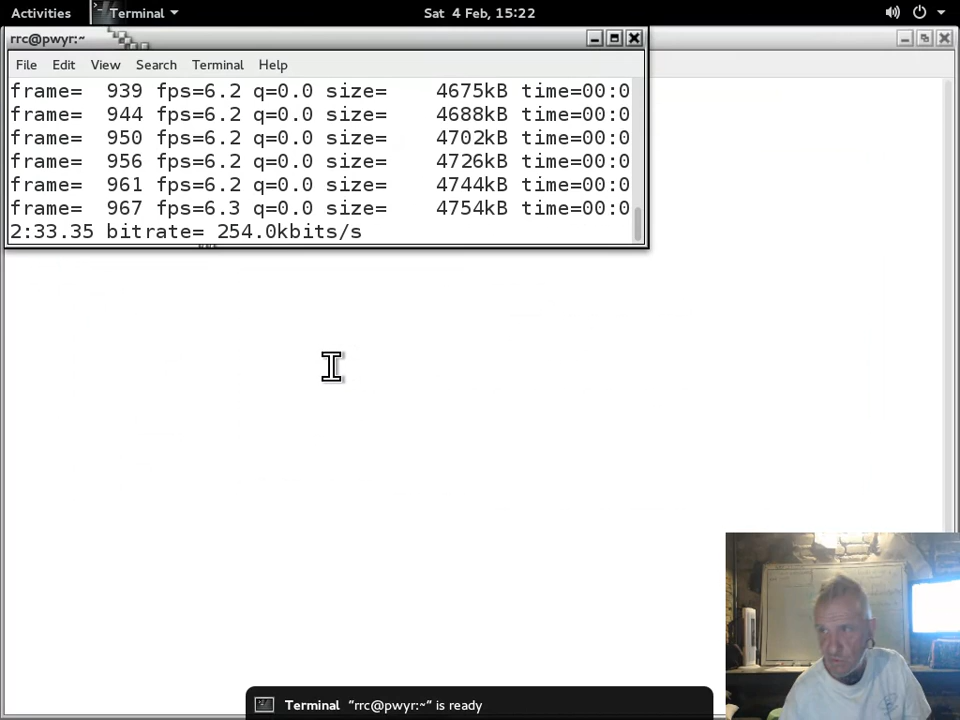 Activities Terminal Sat 4 Feb, 15:22
rrc@pwyr:~
File Edit View Search Terminal Help
frame=  939 fps=6.2 q=0.0 size=    4675kB time=00:0
frame=  944 fps=6.2 q=0.0 size=    4688kB time=00:0
frame=  950 fps=6.2 q=0.0 size=    4702kB time=00:0
frame=  956 fps=6.2 q=0.0 size=    4726kB time=00:0
frame=  961 fps=6.2 q=0.0 size=    4744kB time=00:0
frame=  967 fps=6.3 q=0.0 size=    4754kB time=00:0
2:33.35 bitrate= 254.0kbits/s
Terminal "rrc@pwyr:~" is ready